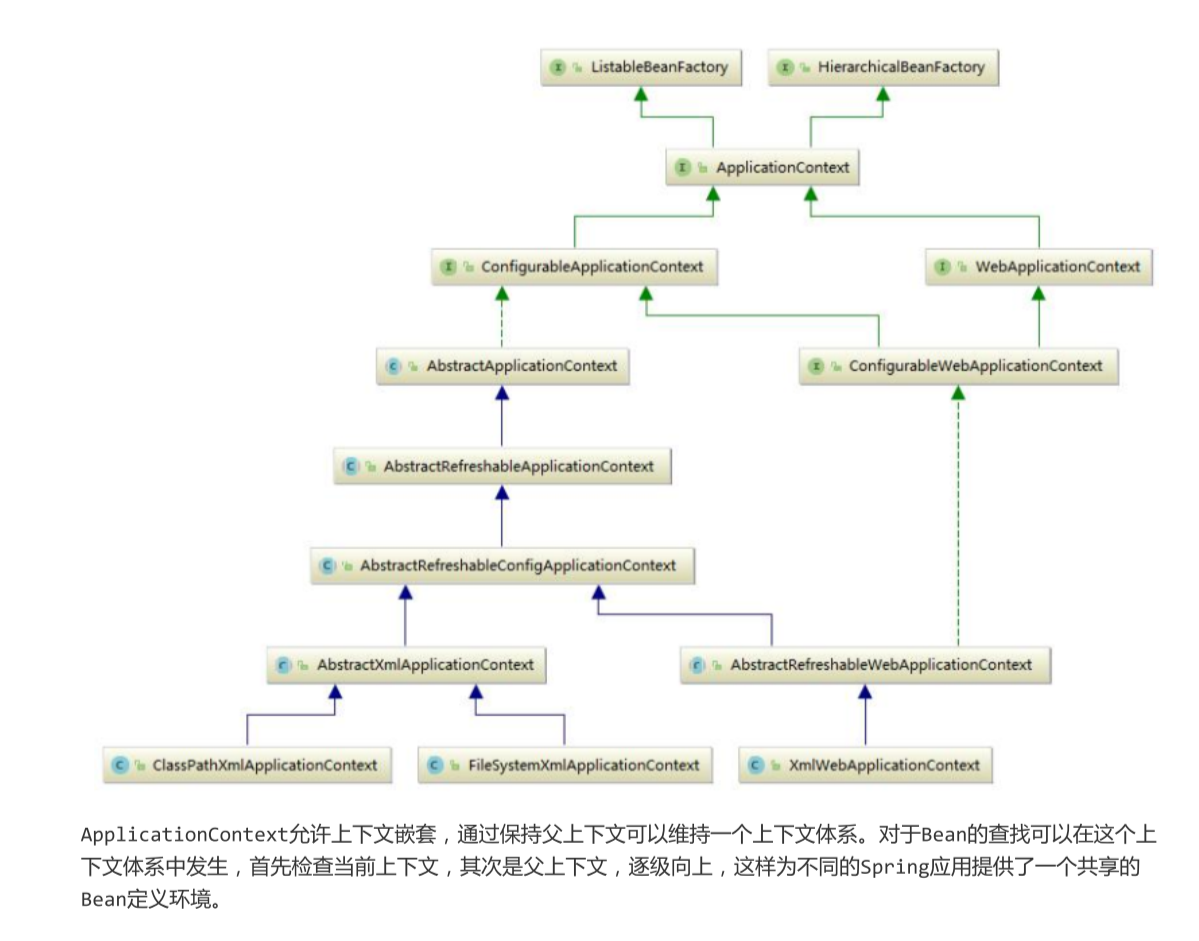 ListableBeanFactory
HierarchicalBeanFactory
ApplicationContext
ConfigurableApplicationContext
WebApplicationContext
AbstractApplicationContext
ConfigurableWebApplicationContext
AbstractRefreshableApplicationContext
AbstractRefreshableConfigApplicationContext
AbstractXmlApplicationContext
AbstractRefreshableWebApplicationContext
ClassPathXmlApplicationContext
FileSystemXmlApplicationContext
XmlWebApplicationContext
ApplicationContext允许上下文嵌套，通过保持父上下文可以维持一个上下文体系。对于Bean的查找可以在这个上
下文体系中发生，首先检查当前上下文，其次是父上下文，逐级向上，这样为不同的Spring应用提供了一个共享的
Bean定义环境。